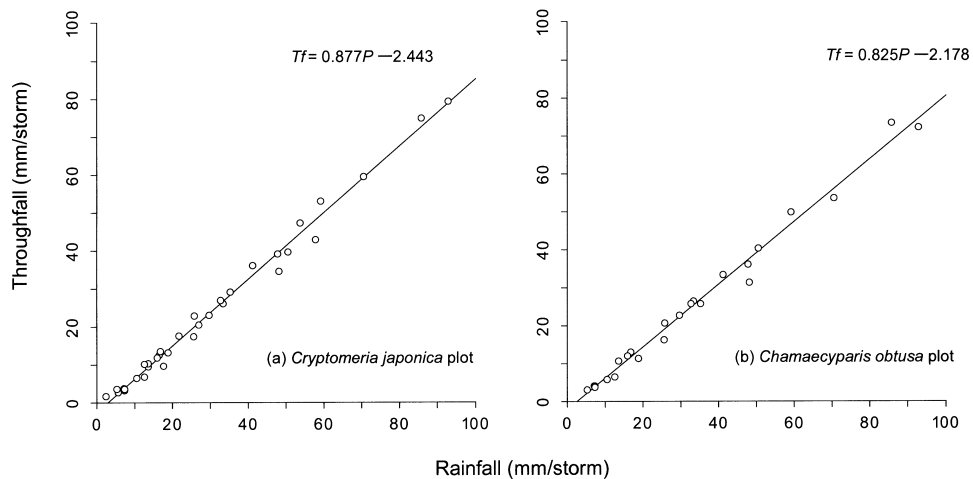 Throughfall (mm/storm)
100
80
60
40
20
0
Tf = 0.877P —2.443
(a) Cryptomeria japonica plot
0 20 40 60 80 100
100
80
60
40
20
0
Tf = 0.825P —2.178
(b) Chamaecyparis obtusa plot
0 20 40 60 80 100
Rainfall (mm/storm)